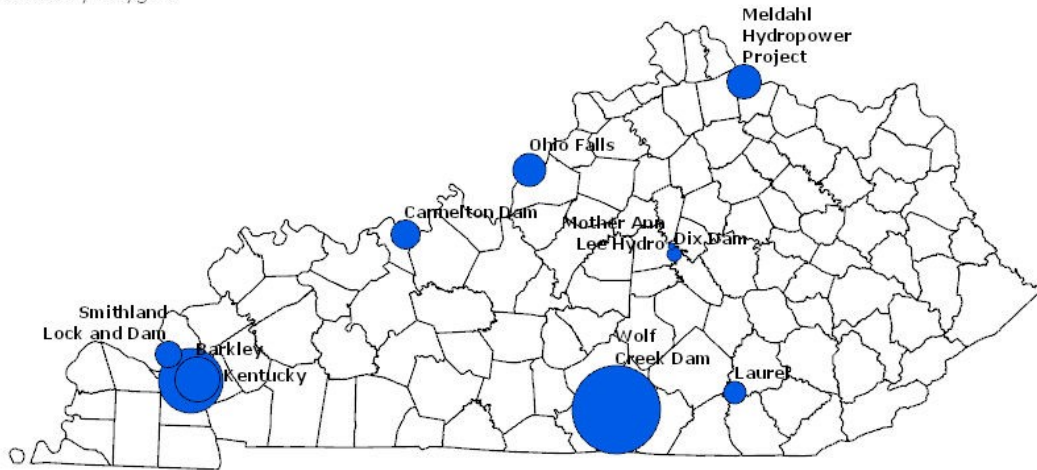 Meldahl
Hydropower
Project
Ohio Falls
Cannelton Dam
Mother Ann
Lee Hydro
Dix Dam
Smithland
Lock and Dam
Barkley
Kentucky
Wolf
Creek Dam
Laurel